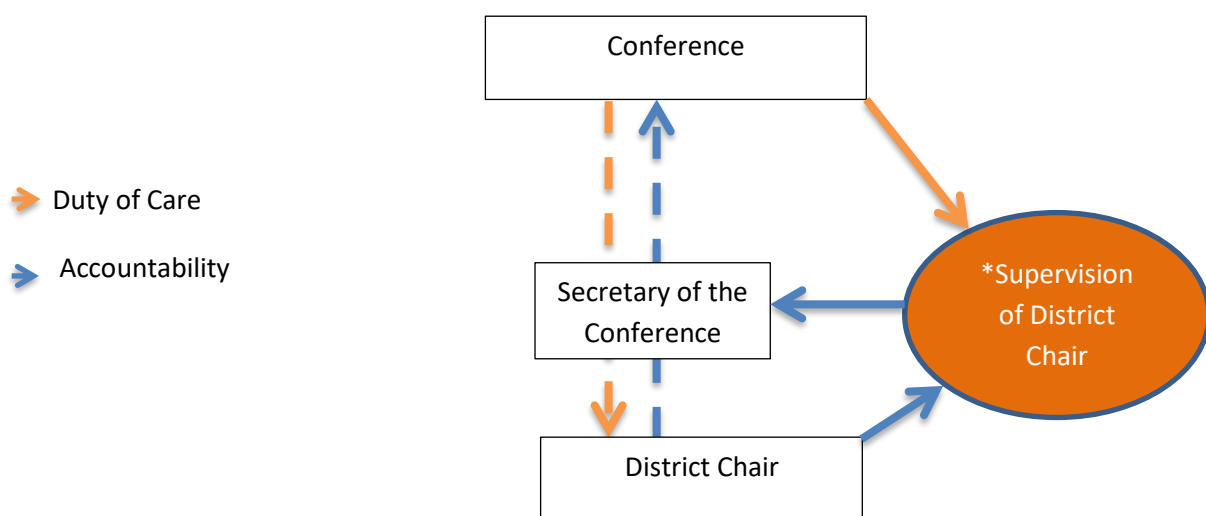 Conference
Duty of Care
Accountability
Secretary of the
Conference
*Supervision
of District
Chair
District Chair